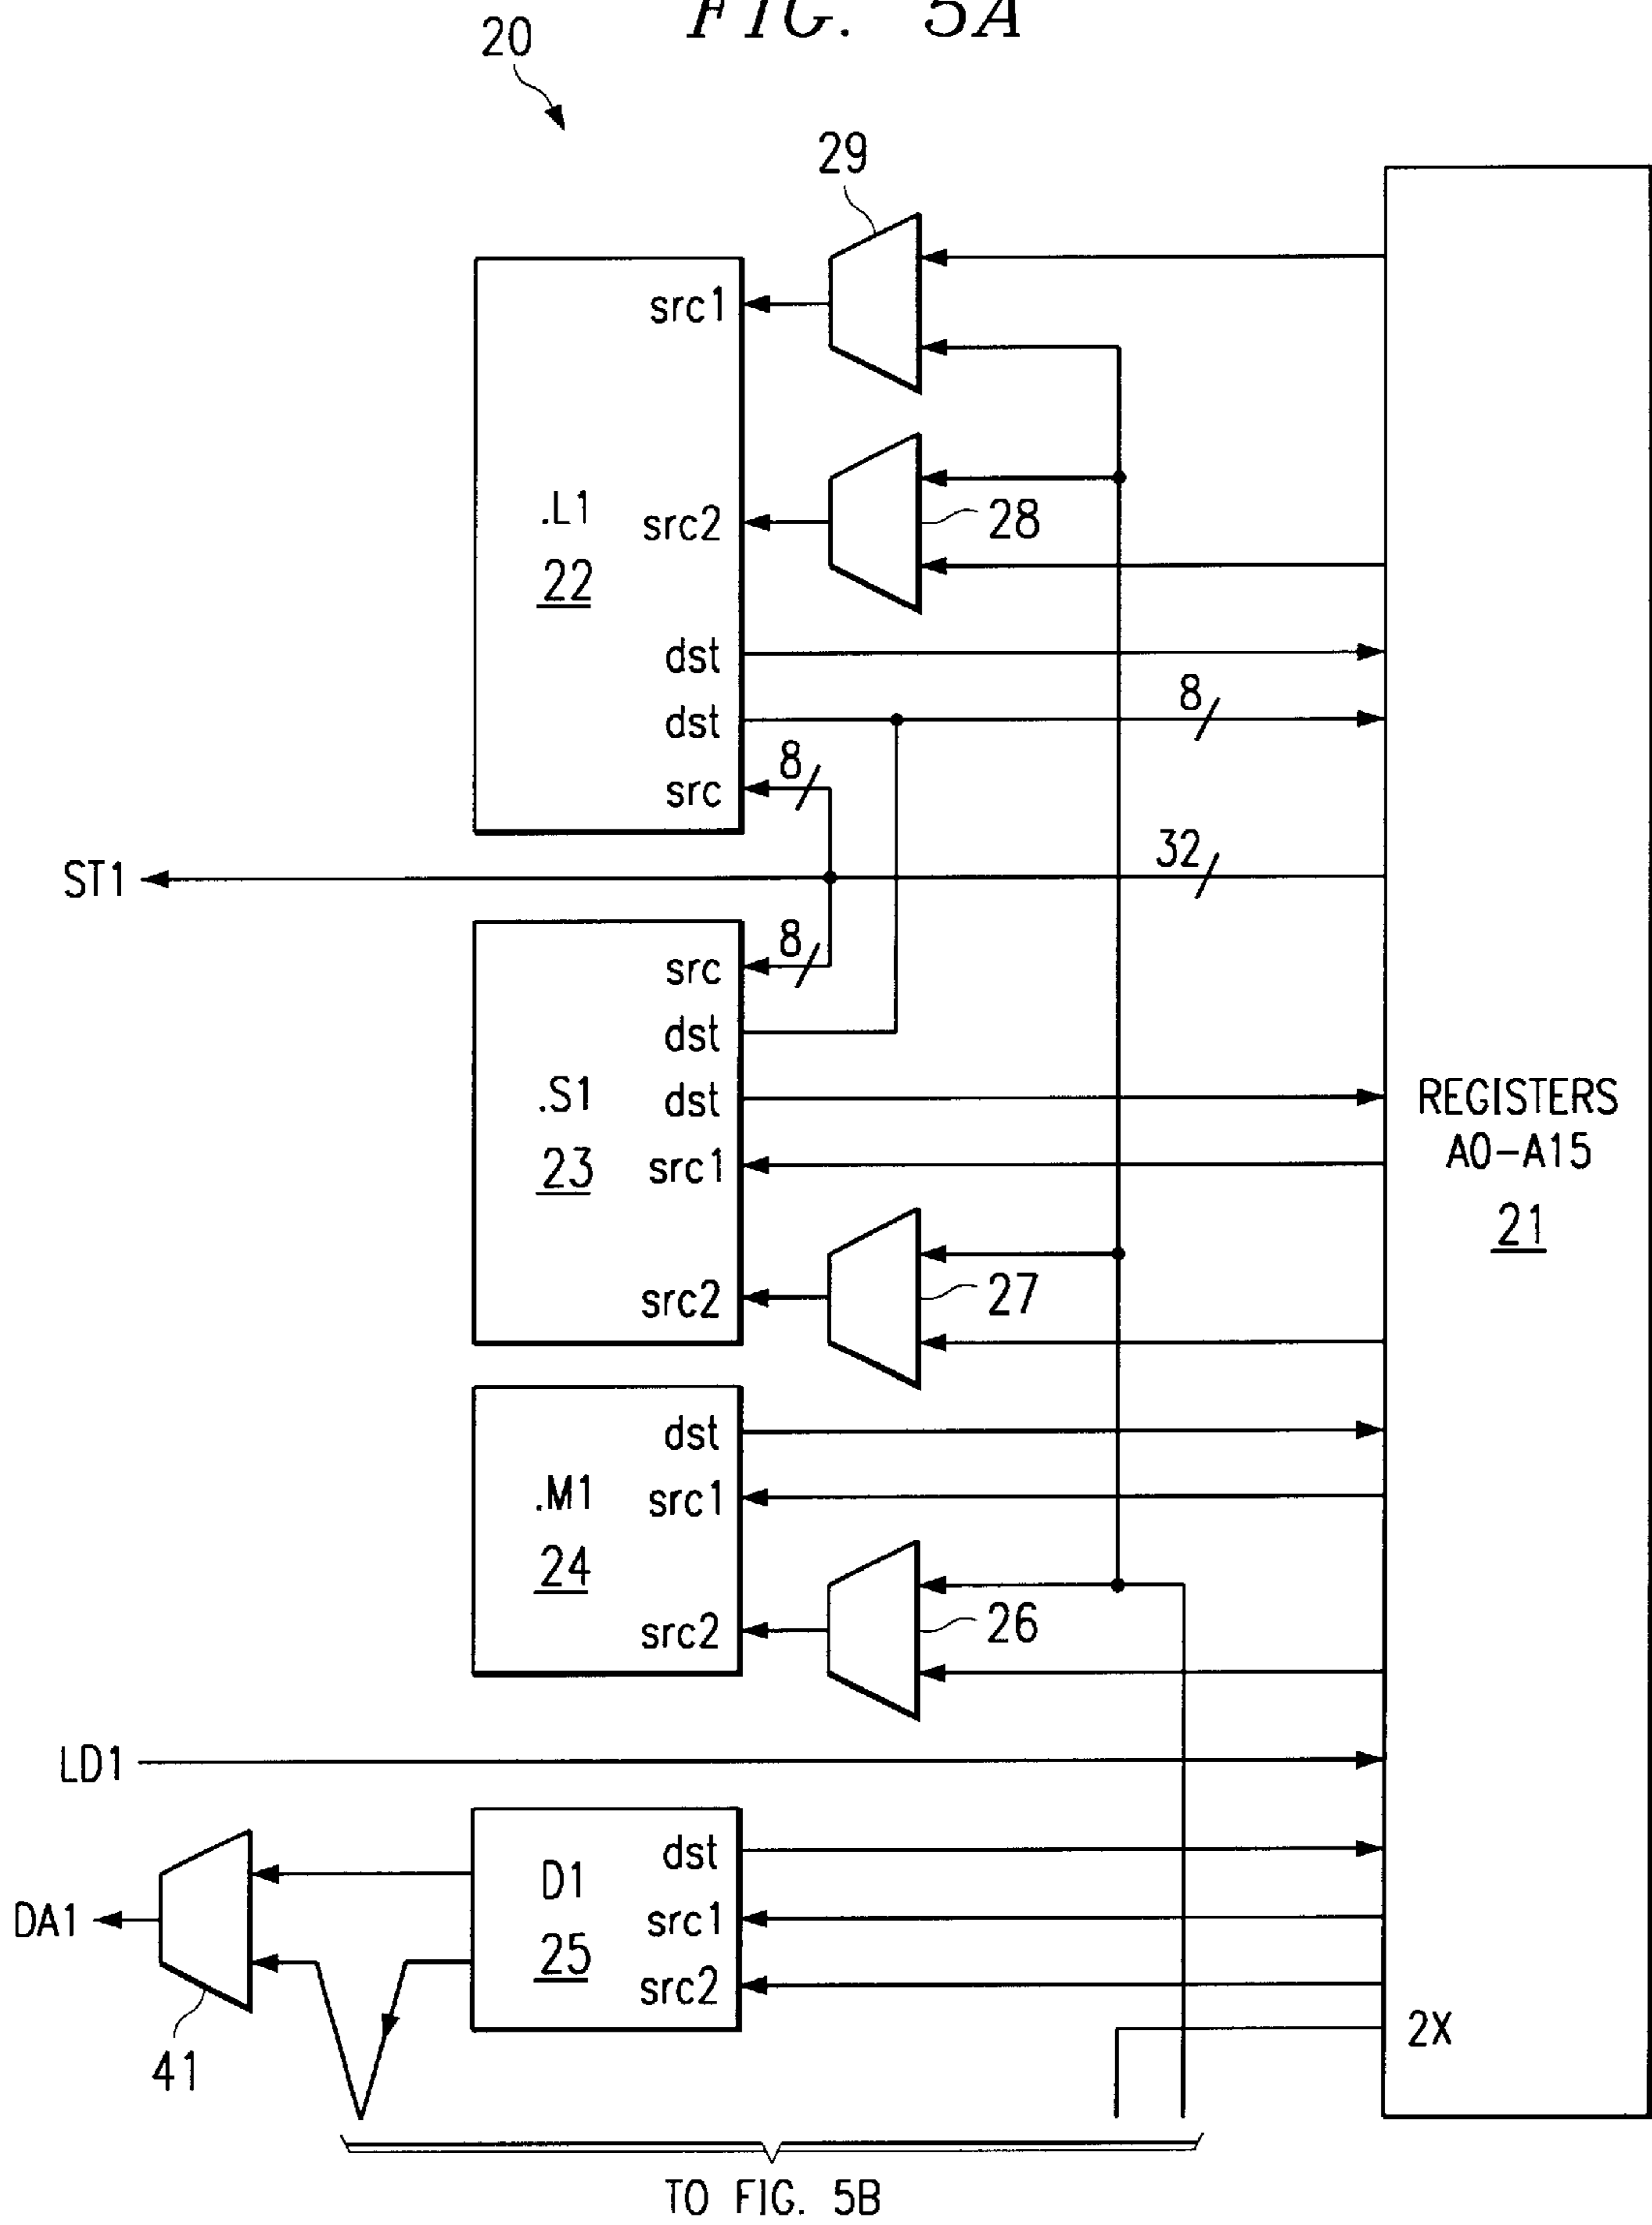 FIG. 5A
20
29
src1
.L1
22
src2
28
dst
dst
8
8
src
32
ST1
8
src
dst
.S1
23
dst
src1
REGISTERS
A0-A15
21
27
src2
dst
.M1
24
src1
26
src2
LD1
D1
25
dst
src1
src2
DA1
41
2X
TO FIG. 5B